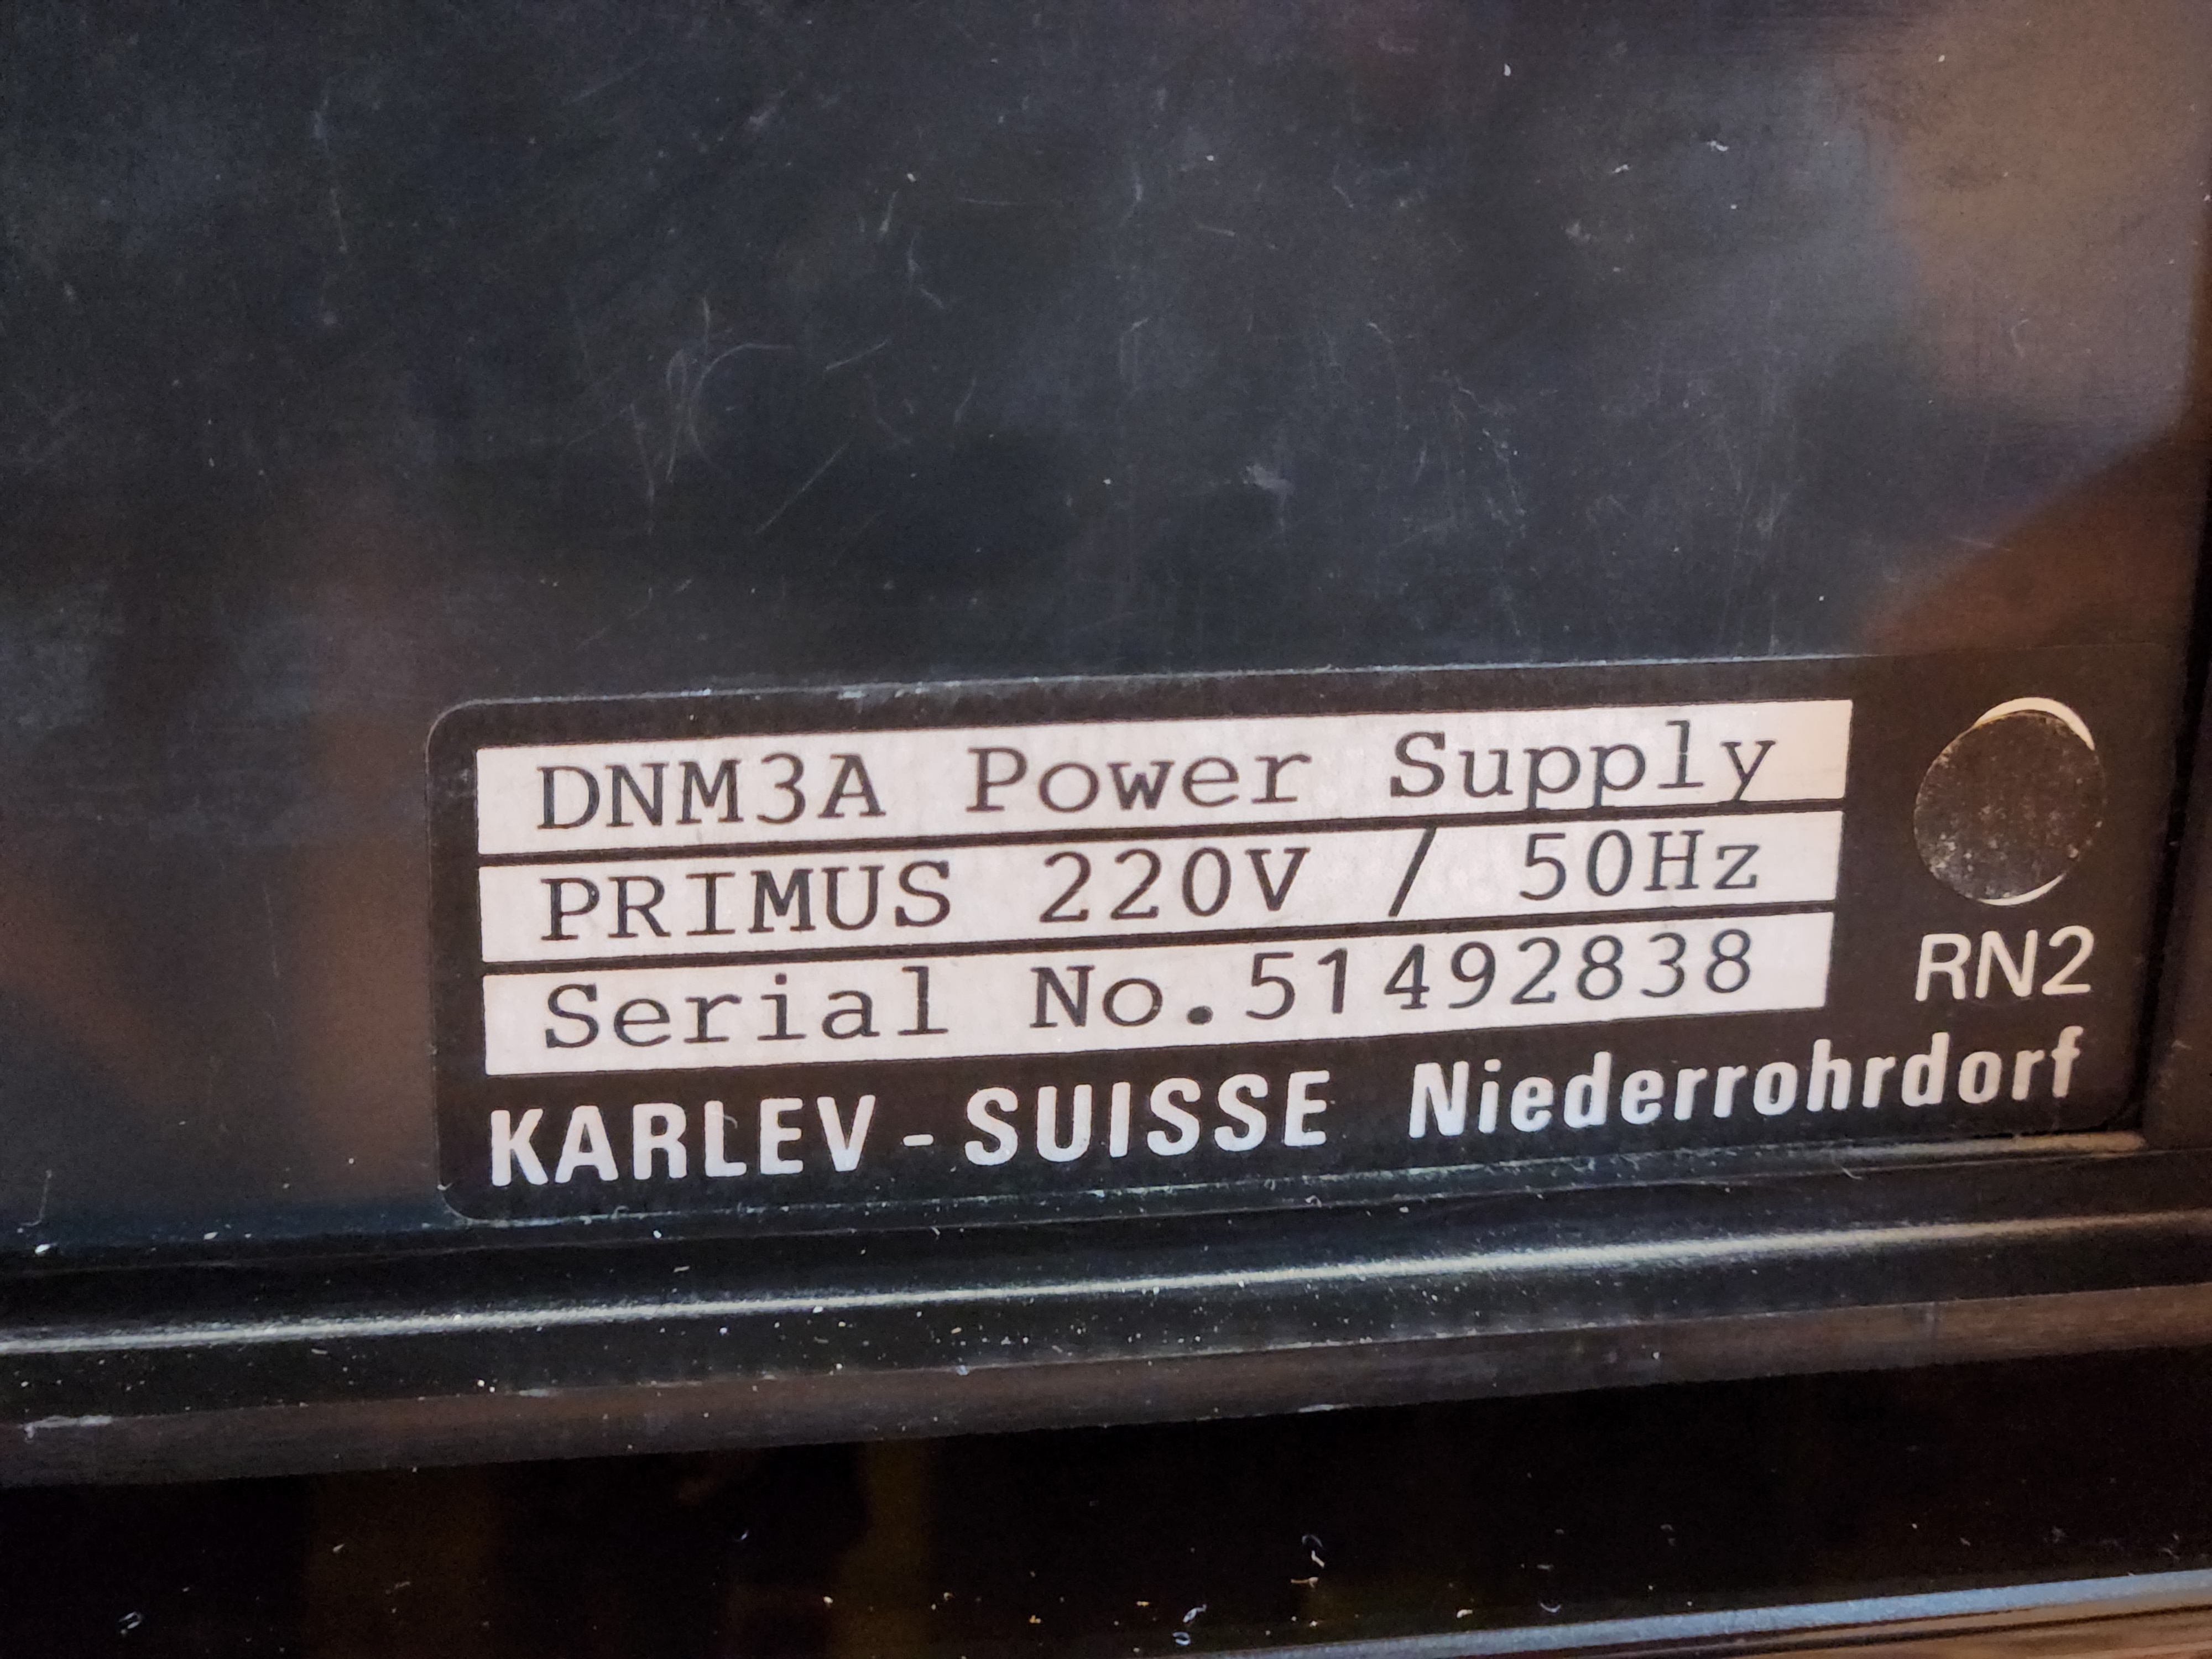 DNM3A Power Supply
PRIMUS 220V / 50Hz
Serial No.51492838
RN2
KARLEV - SUISSE Niederrohrdorf